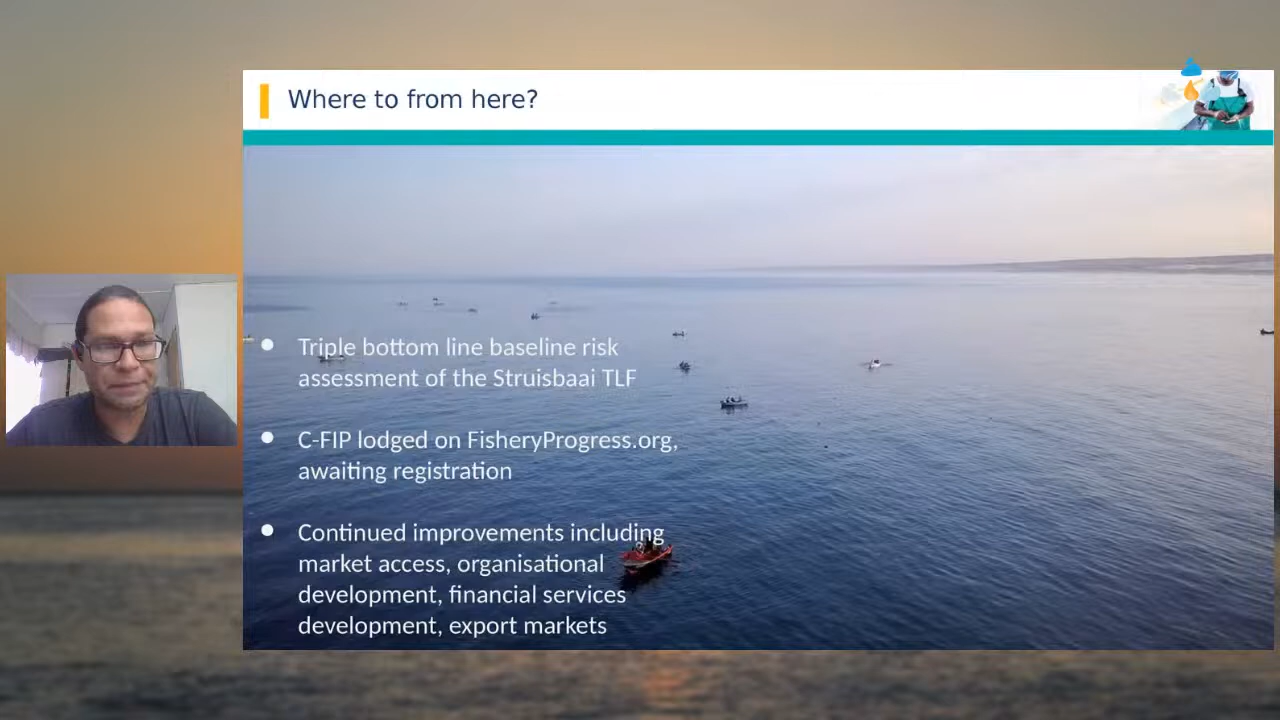 Where to from here?
Triple bottom line baseline risk
assessment of the Struisbaai TLF
C-FIP lodged on FisheryProgress.org,
awaiting registration
Continued improvements including
market access, organisational
development, financial services
development, export markets